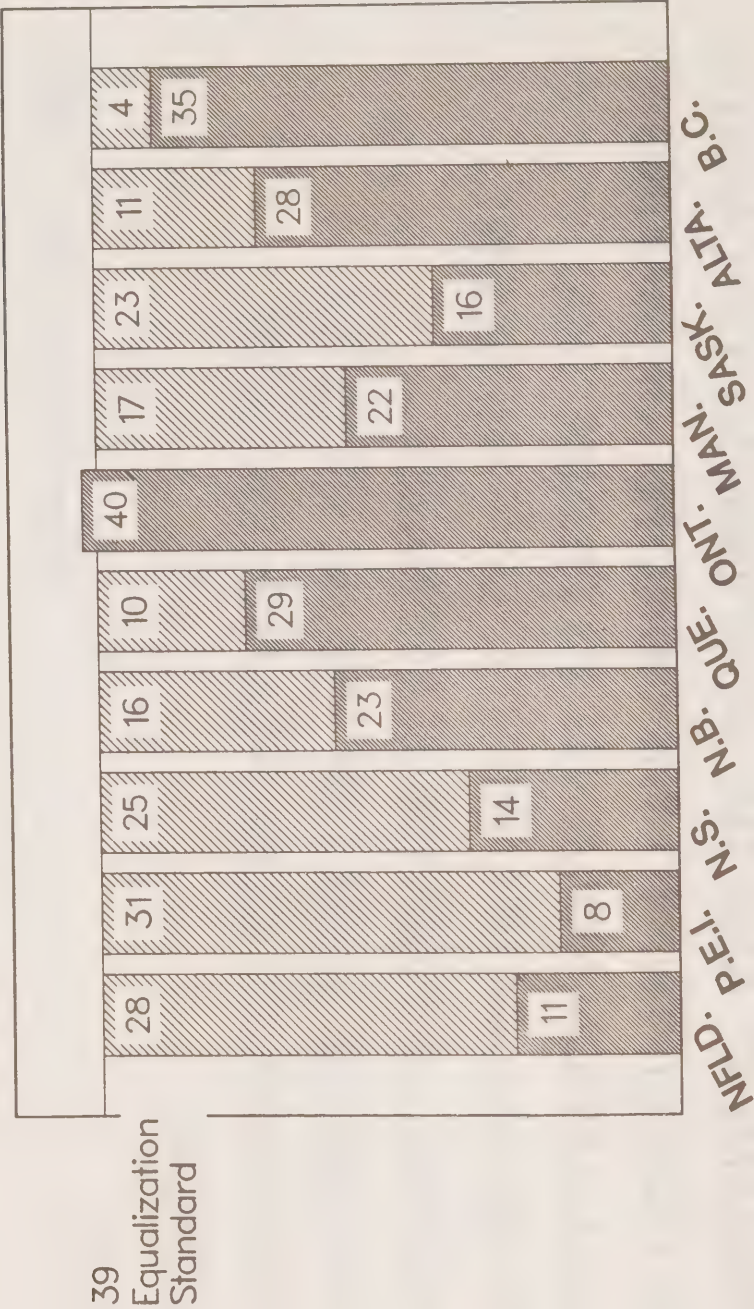 39
Equalization
Standard
28 31 25 16 10 40 17 23 11 4
11 8 14 23 29 22 16 28 35
NFLD. P.E.I. N.S. N.B. QUE. ONT. MAN. SASK. ALTA. B.C.